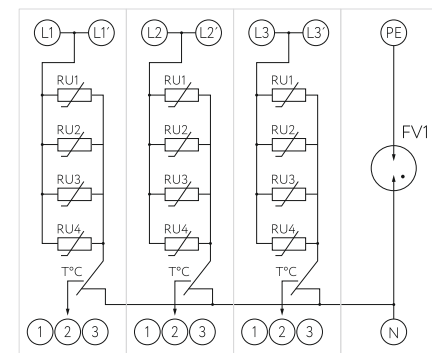 L1 L1´ L2 L2´ L3 L3´ PE
RU1 RU1 RU1
FV1
RU2 RU2 RU2
RU3 RU3 RU3
RU4 RU4 RU4
T°C T°C T°C
1 2 3 1 2 3 1 2 3 N